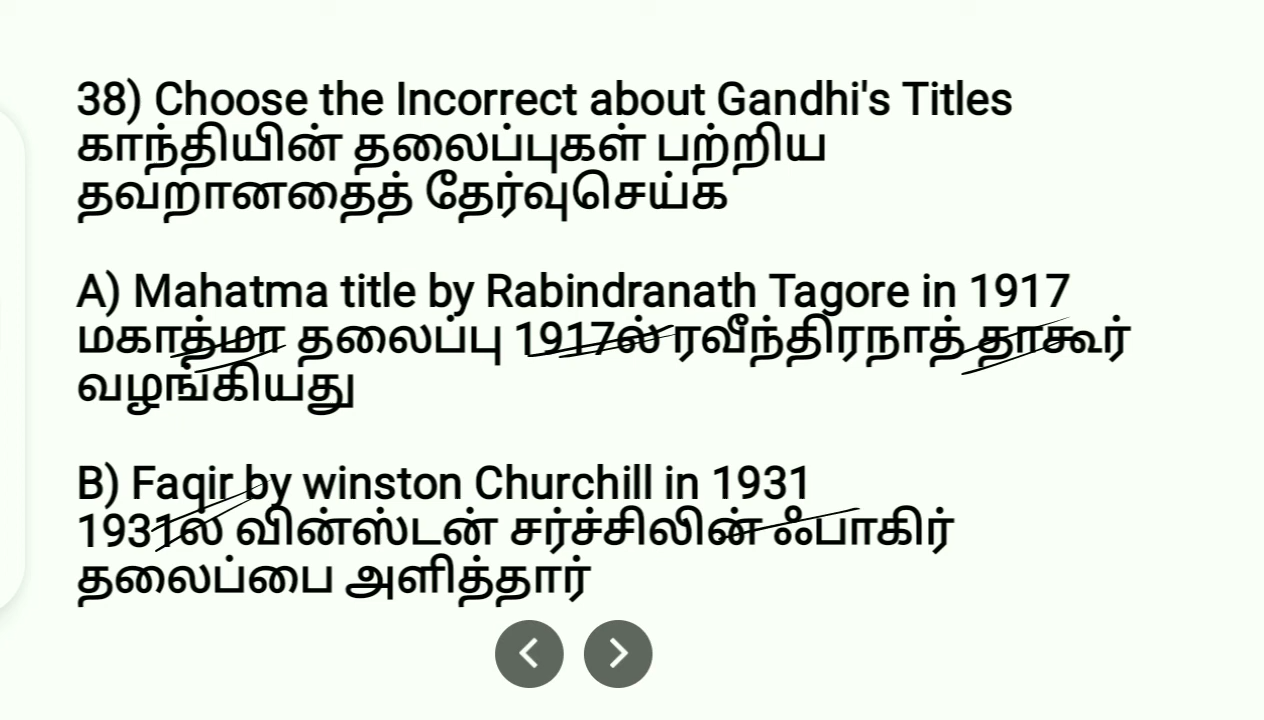 38) Choose the Incorrect about Gandhi's Titles
காந்தியின் தலைப்புகள் பற்றிய
தவறானதைத் தேர்வுசெய்க
A) Mahatma title by Rabindranath Tagore in 1917
மகாத்மா தலைப்பு 1917ல் ரவீந்திரநாத் தாகூர்
வழங்கியது
B) Faqir by winston Churchill in 1931
1931ல் வின்ஸ்டன் சர்ச்சிலின் ஃபாகிர்
தலைப்பை அளித்தார்